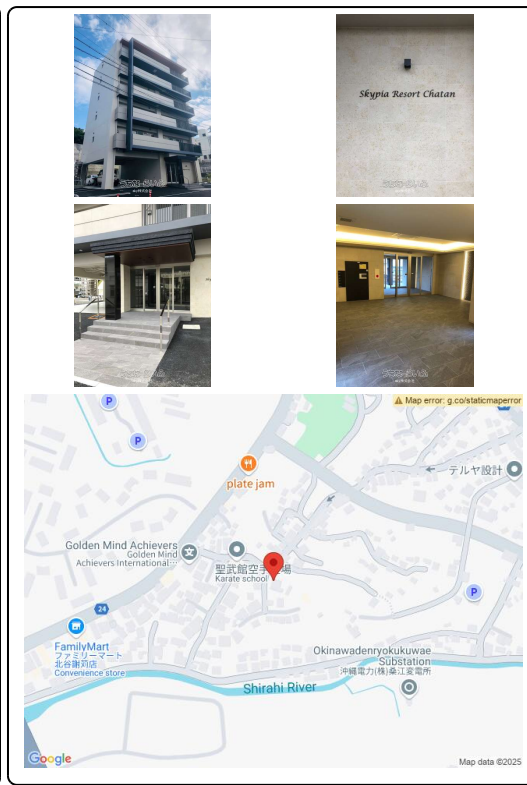 Skypia Resort Chatan
Map error: g.co/staticmaperror
P
P
テルヤ設計
plate jam
Golden Mind Achievers
Golden Mind
Achievers International...
聖武館空手
場
Karate school
P
24
FamilyMart
ファミリーマート
北谷謝苅店
Convenience store
Okinawadenryokukuwae
Substation
沖縄電力(株)桑江変電所
Shirahi River
Google
Map data ©2025